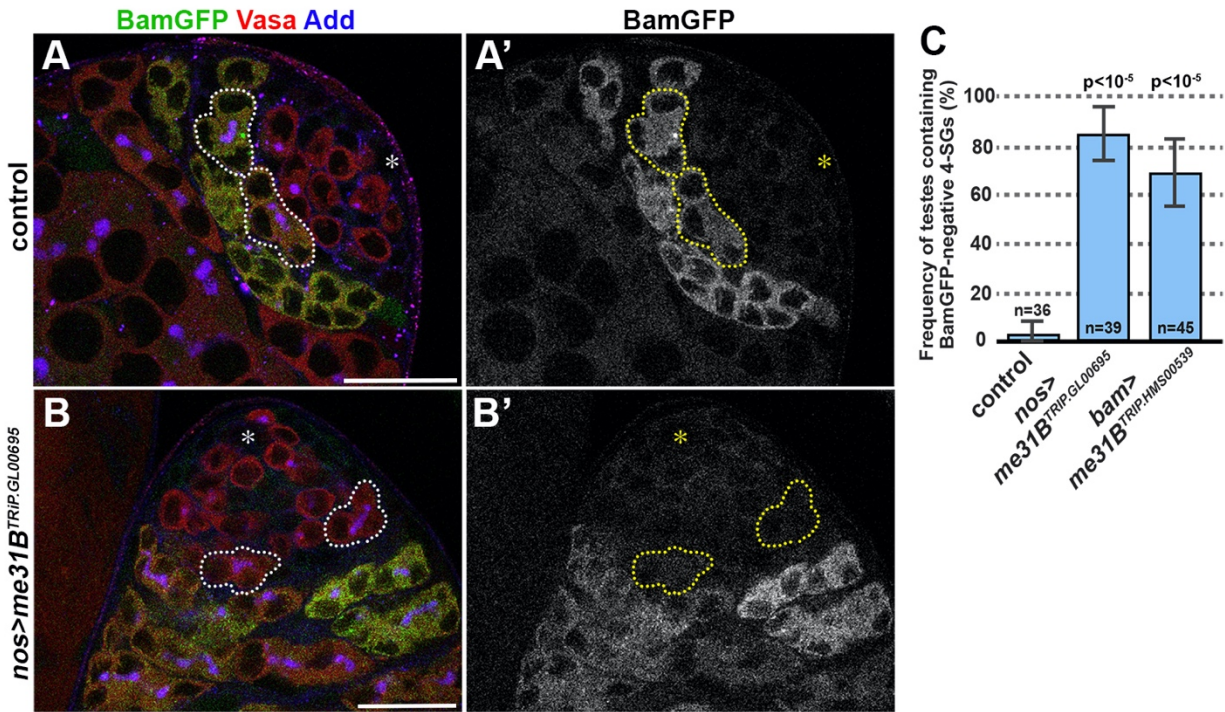 BamGFP Vasa Add
BamGFP
A
A'
control
B
B'
nos>me31B^TRiP.GL00695
*
*
*
*
C
Frequency of testes containing
BamGFP-negative 4-SGs (%)
p<10^-5 p<10^-5
100
80
60
40
20
0
n=36
n=39
n=45
control
nos>
me31B^TRiP.GL00695
bam>
me31B^TRiP.HMS00539